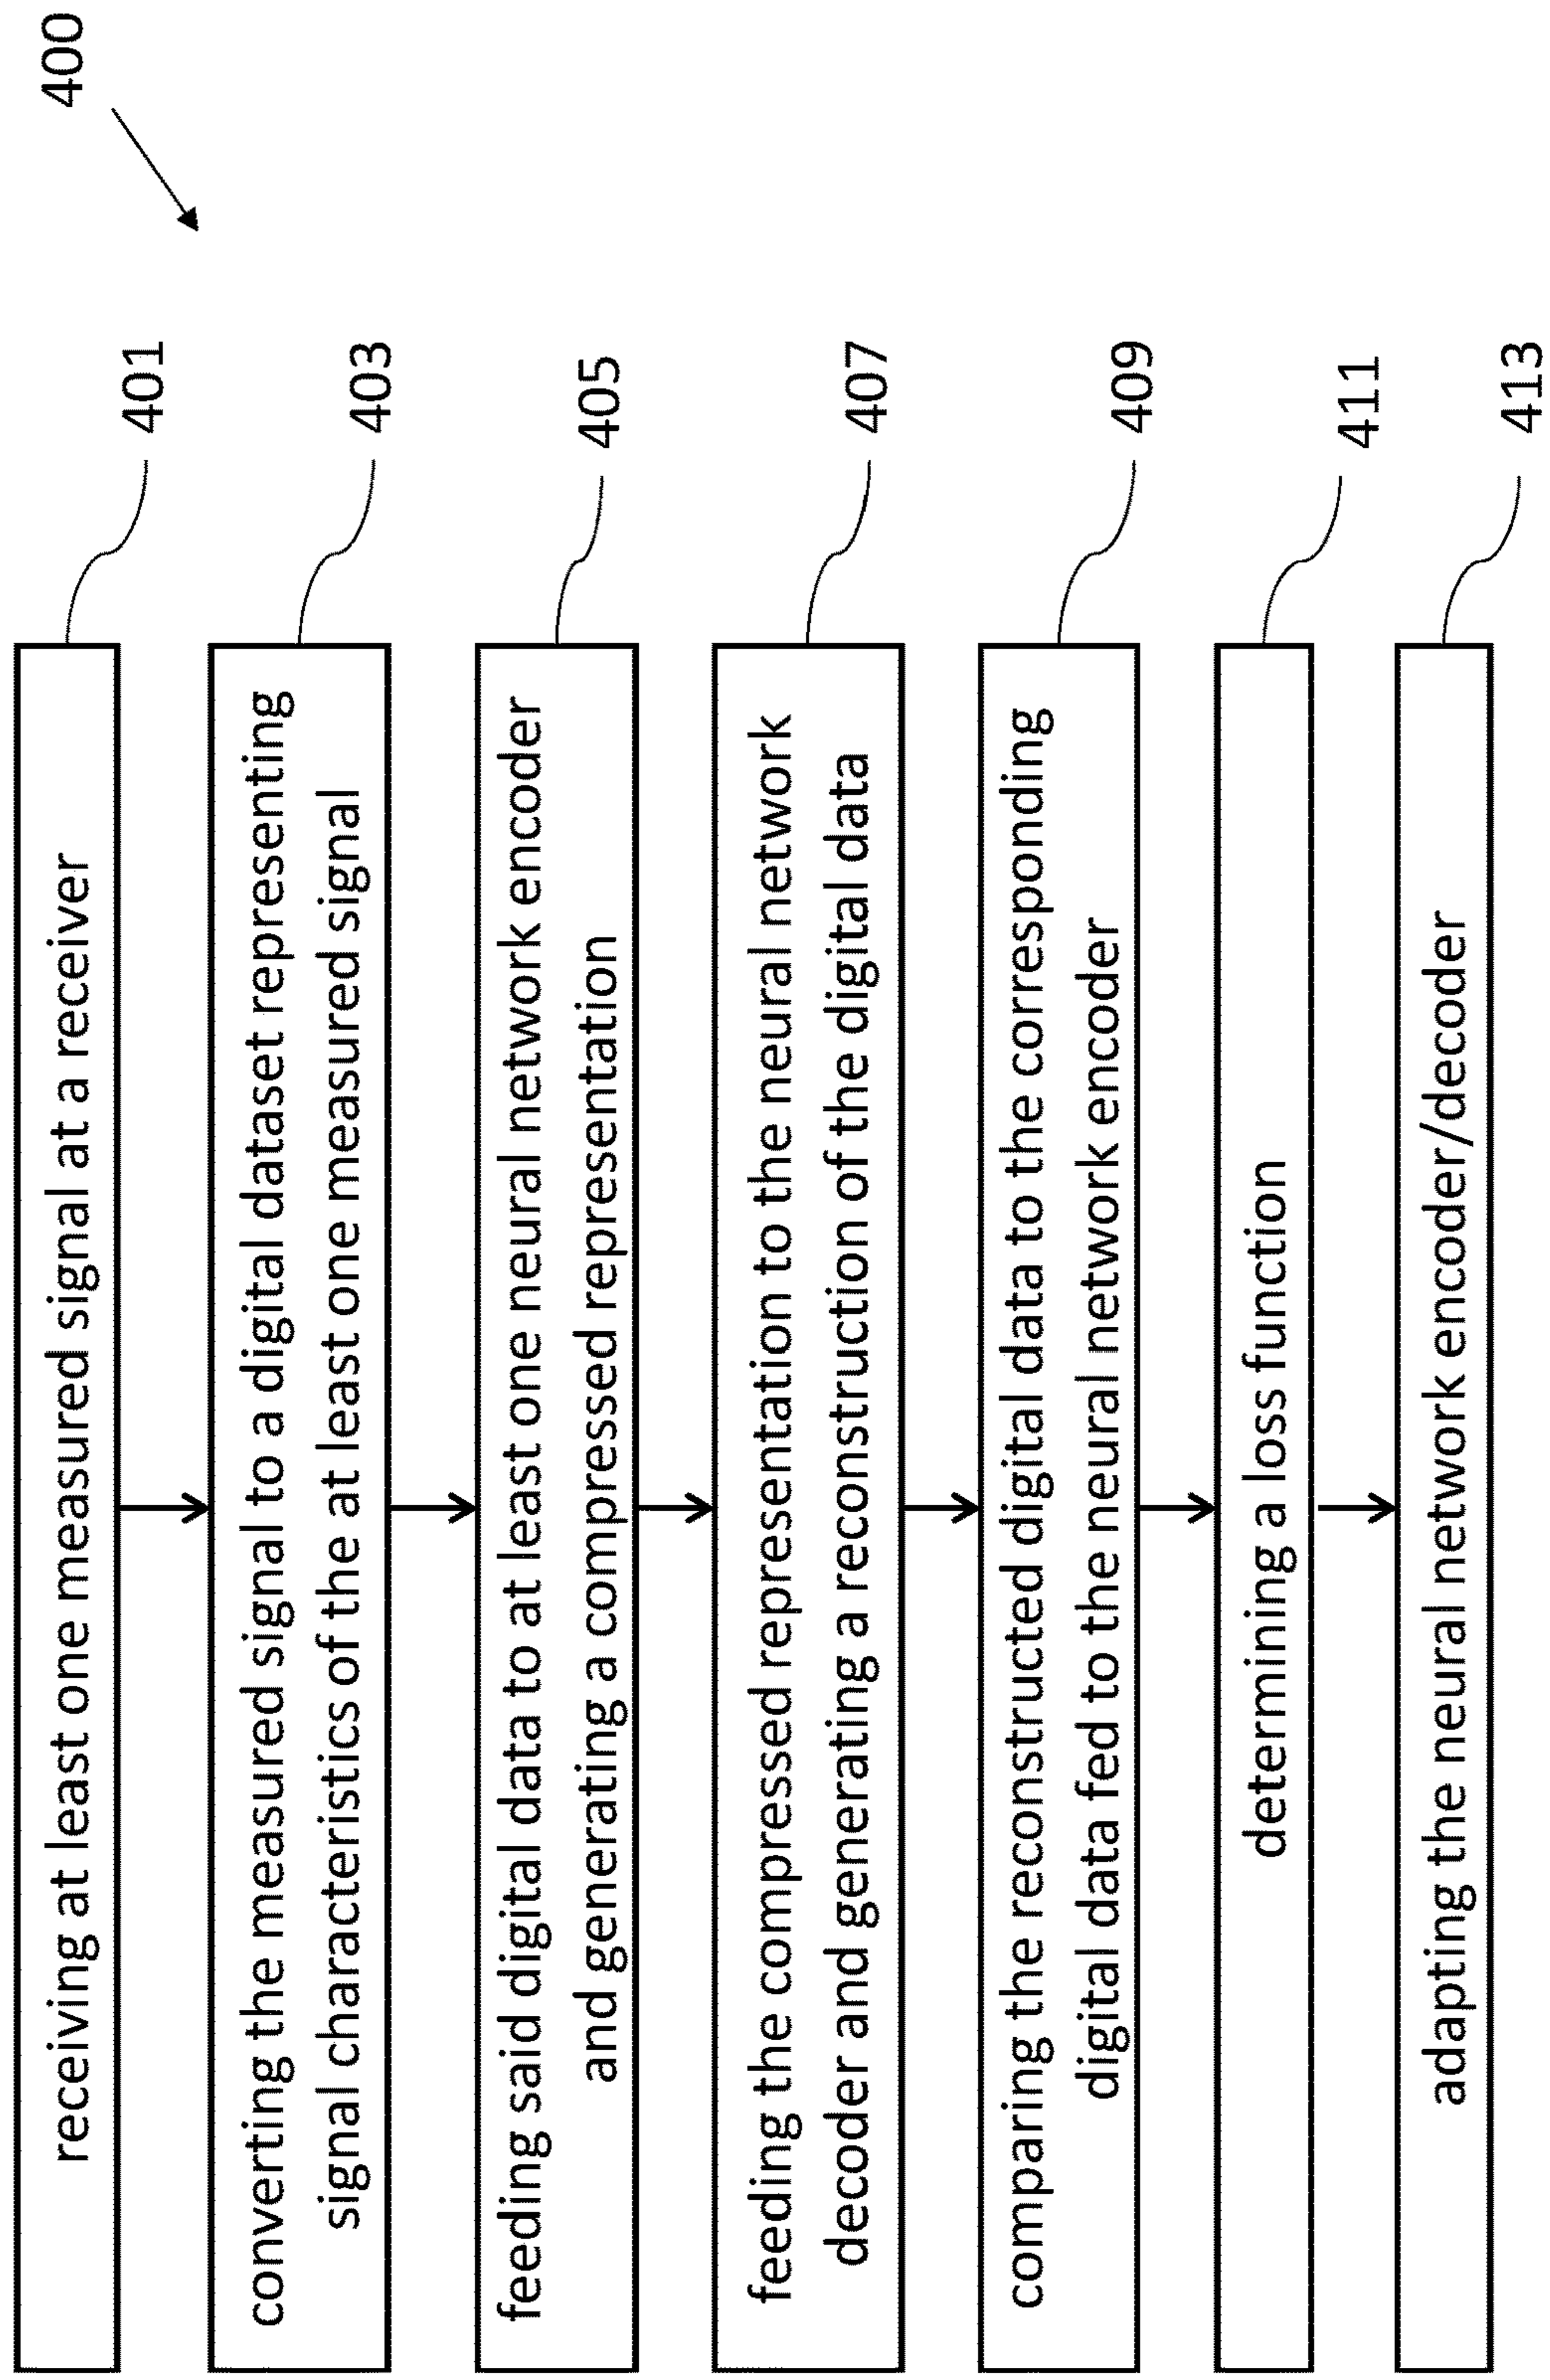 400
receiving at least one measured signal at a receiver
401
converting the measured signal to a digital dataset representing
signal characteristics of the at least one measured signal
403
feeding said digital data to at least one neural network encoder
and generating a compressed representation
405
feeding the compressed representation to the neural network
decoder and generating a reconstruction of the digital data
407
comparing the reconstructed digital data to the corresponding
digital data fed to the neural network encoder
409
determining a loss function
411
adapting the neural network encoder/decoder
413